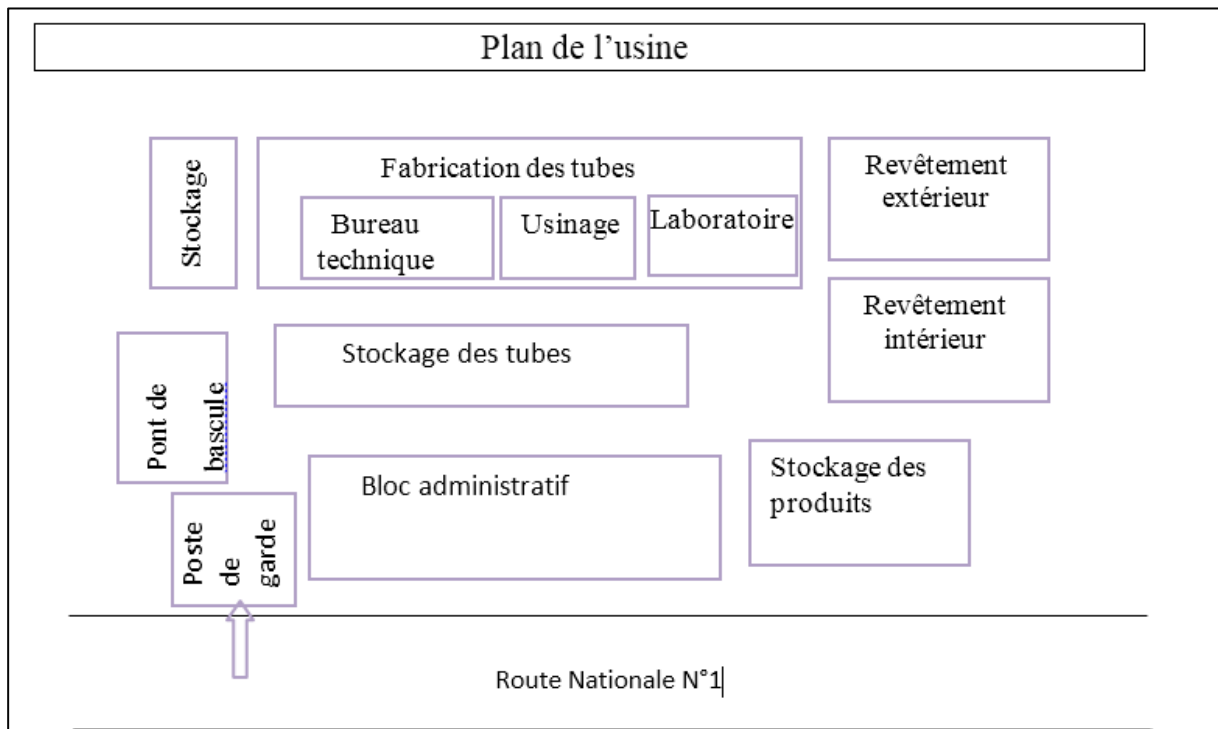 Plan de l'usine
Stockage
Fabrication des tubes
Bureau
technique
Usinage
Laboratoire
Revêtement
extérieur
Revêtement
intérieur
Pont de
bascule
Stockage des tubes
Bloc administratif
Stockage des
produits
Poste
de
garde
Route Nationale N°1